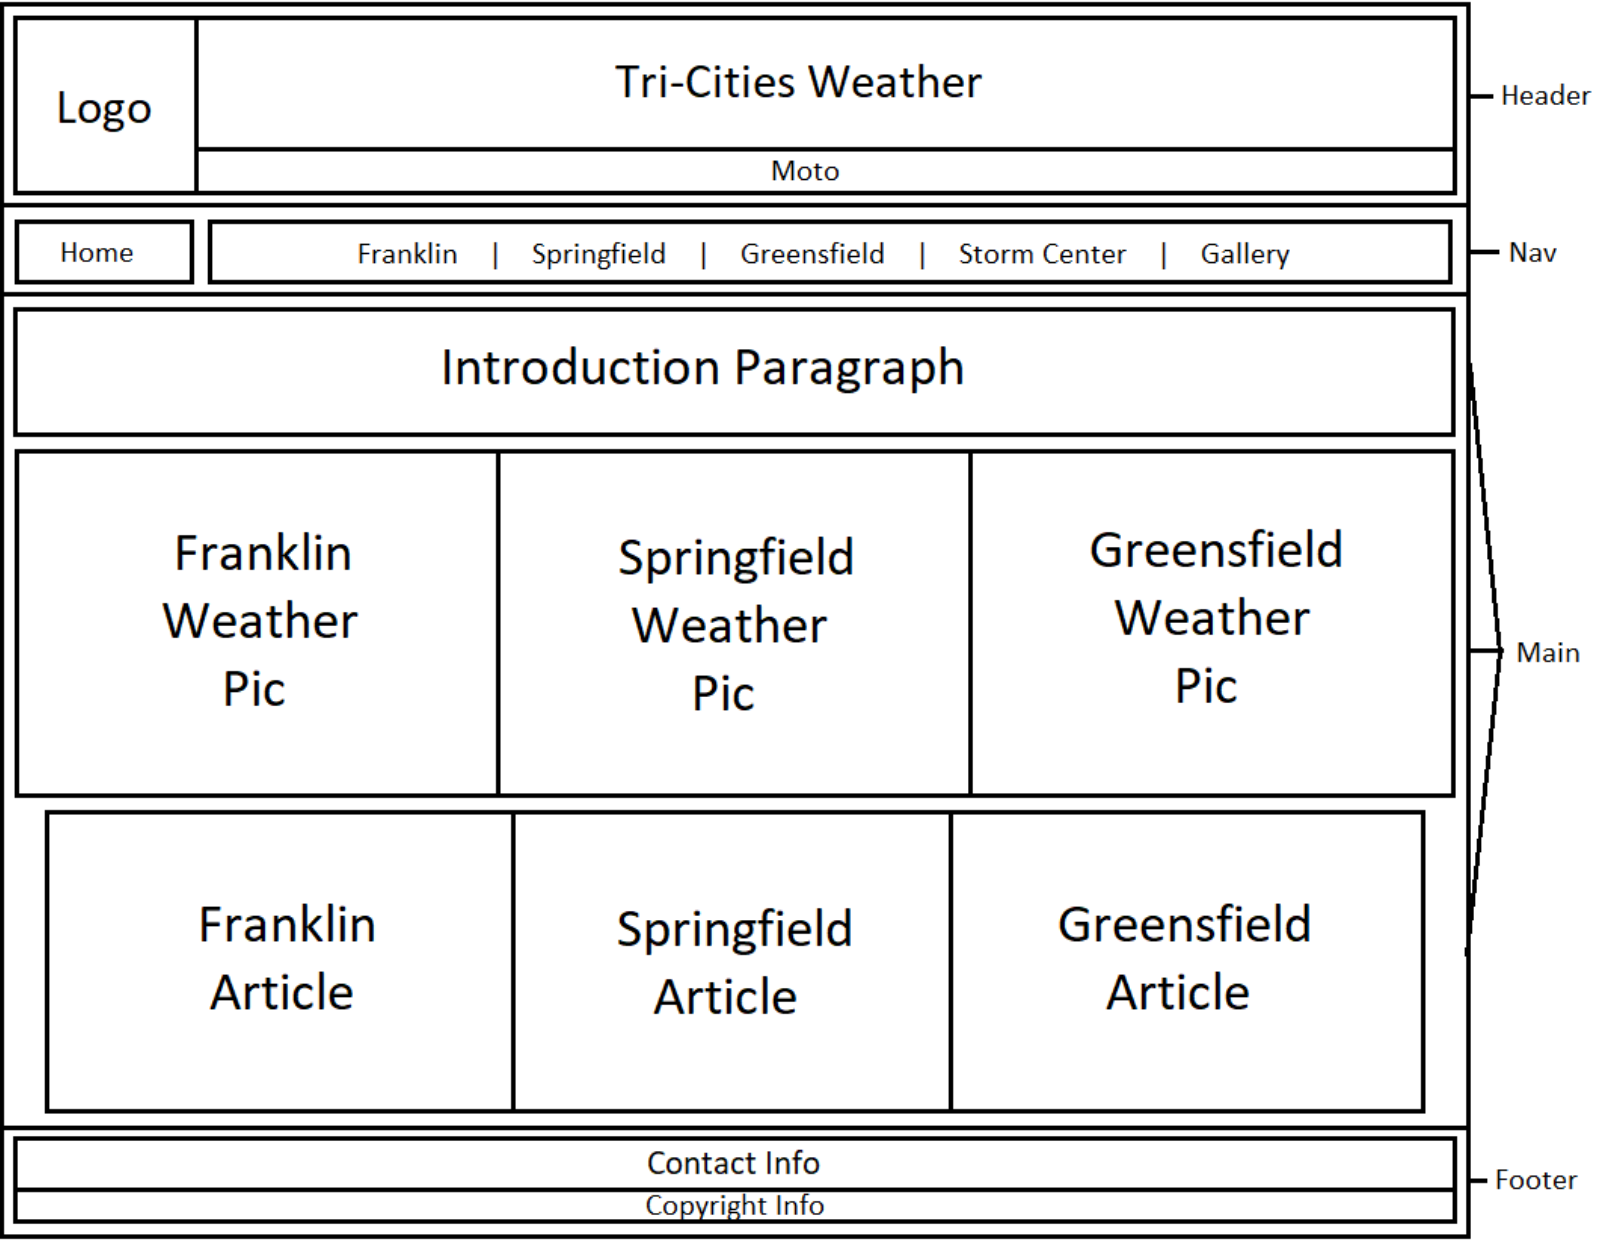 Logo
Tri-Cities Weather
Moto
Header
Home
Franklin | Springfield | Greensfield | Storm Center | Gallery
Nav
Introduction Paragraph
Franklin
Weather
Pic
Springfield
Weather
Pic
Greensfield
Weather
Pic
Main
Franklin
Article
Springfield
Article
Greensfield
Article
Contact Info
Copyright Info
Footer